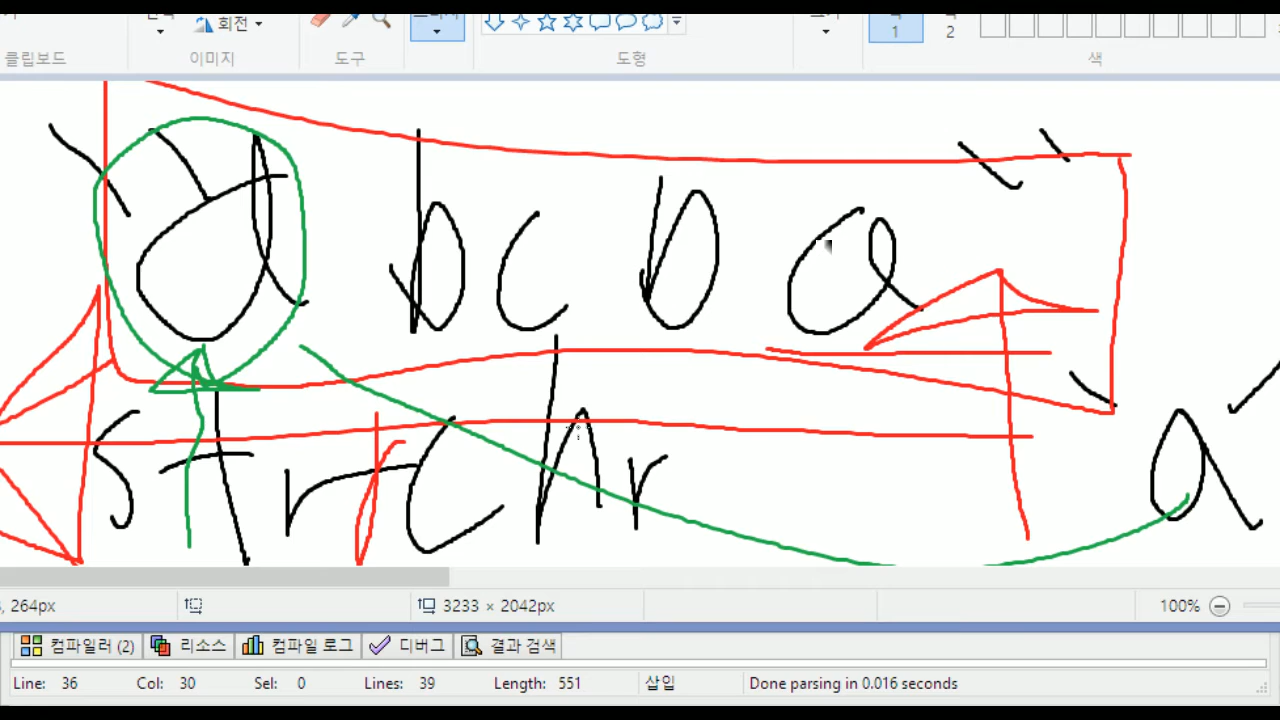 회전
1 2
클립보드 이미지 도구 도형 색
" a b c b a "
strchr 'a'
264px 3233 × 2042px 100%
컴파일러 (2) 리소스 컴파일 로그 디버그 결과 검색
Line: 36 Col: 30 Sel: 0 Lines: 39 Length: 551 삽입 Done parsing in 0.016 seconds